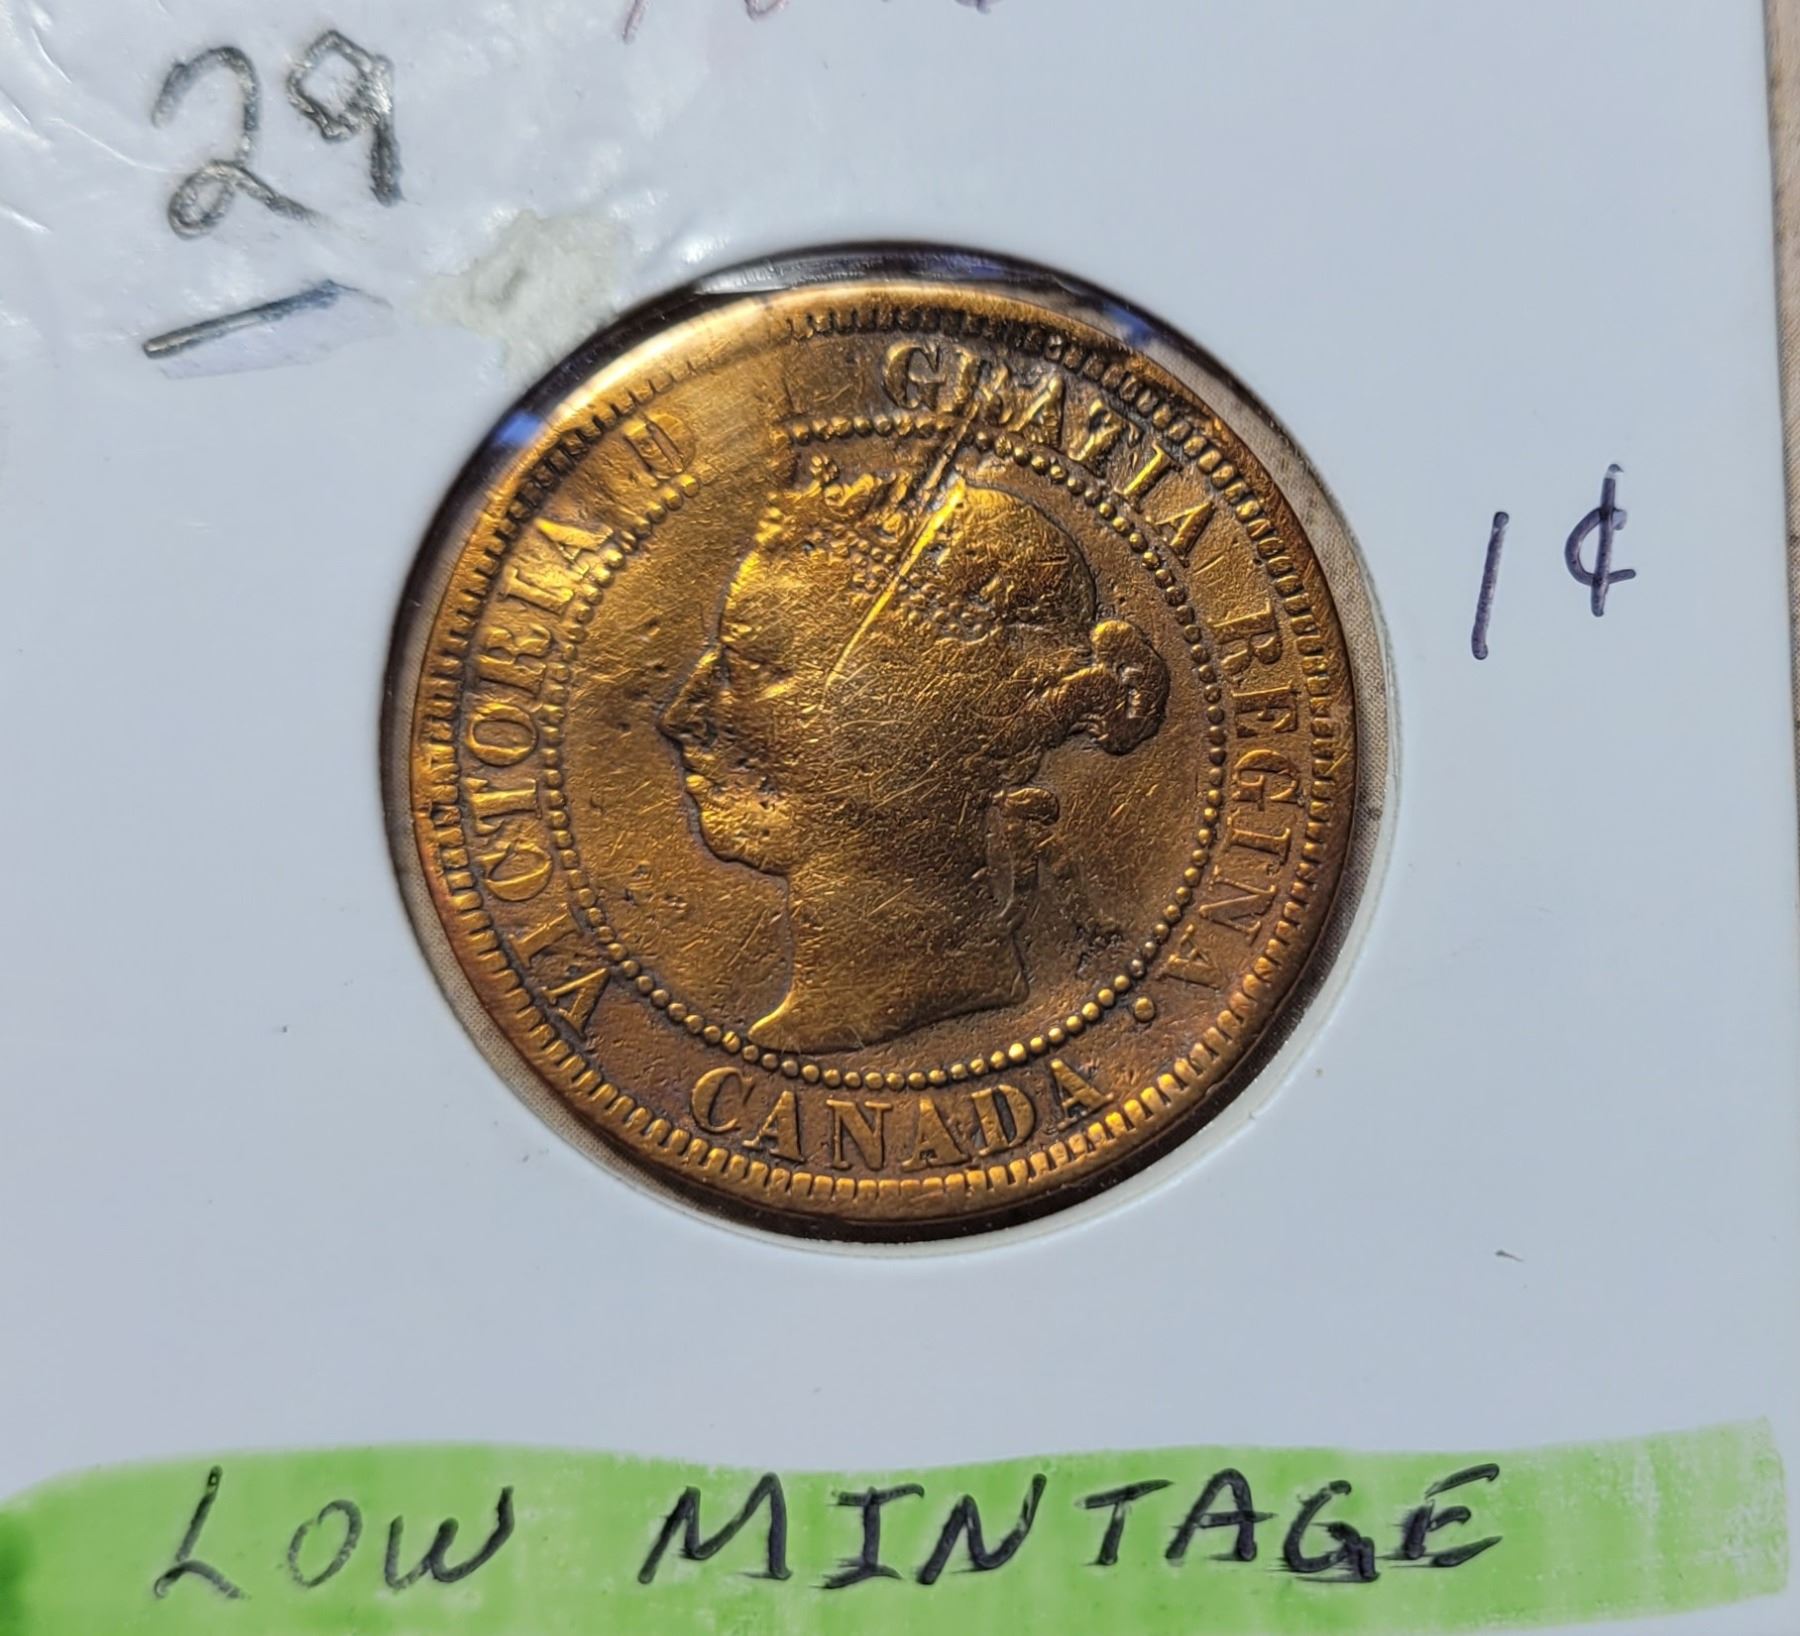 29
1¢
VICTORIA D GRATIA REGINA.
CANADA
LOW MINTAGE